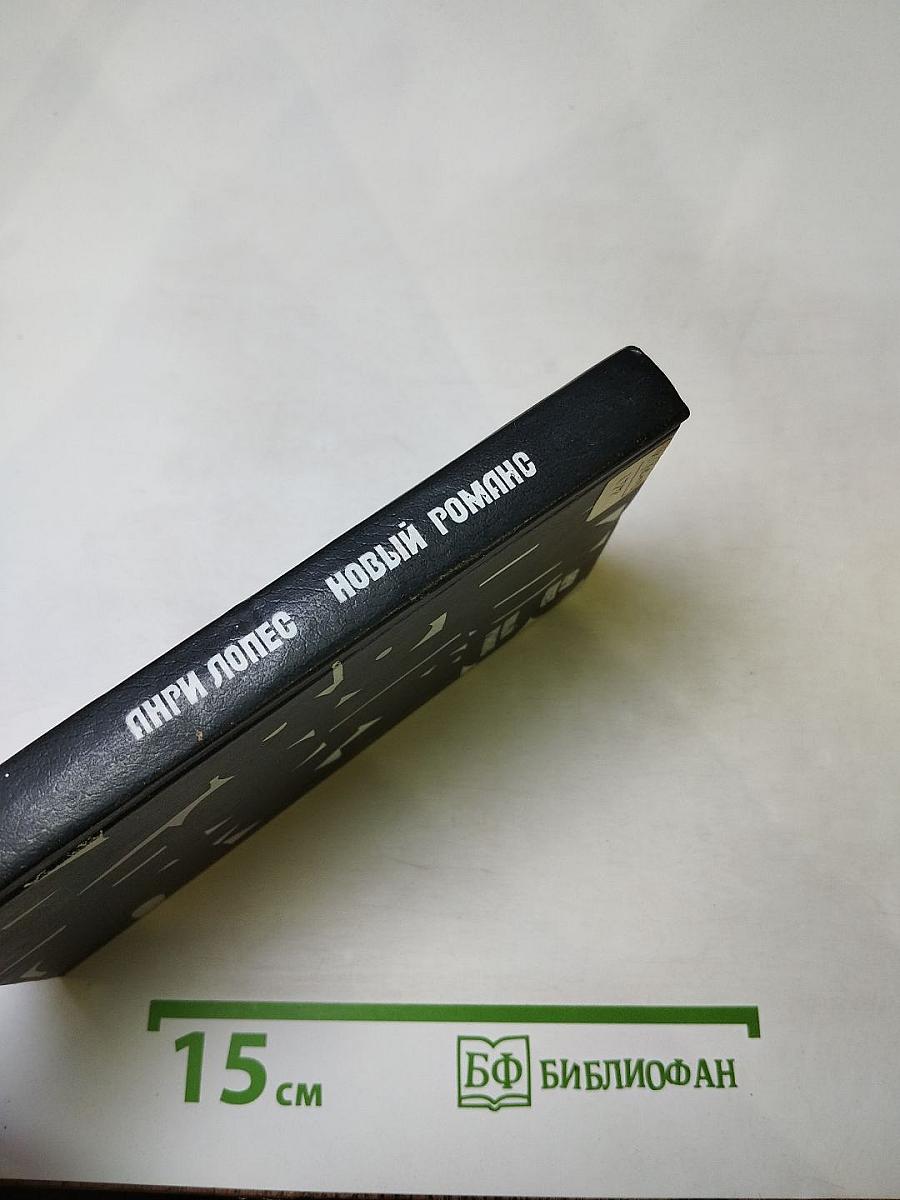 АНРИ ЛОПЕС НОВЫЙ РОМАНС
15 см
БФ БИБЛИОФАН